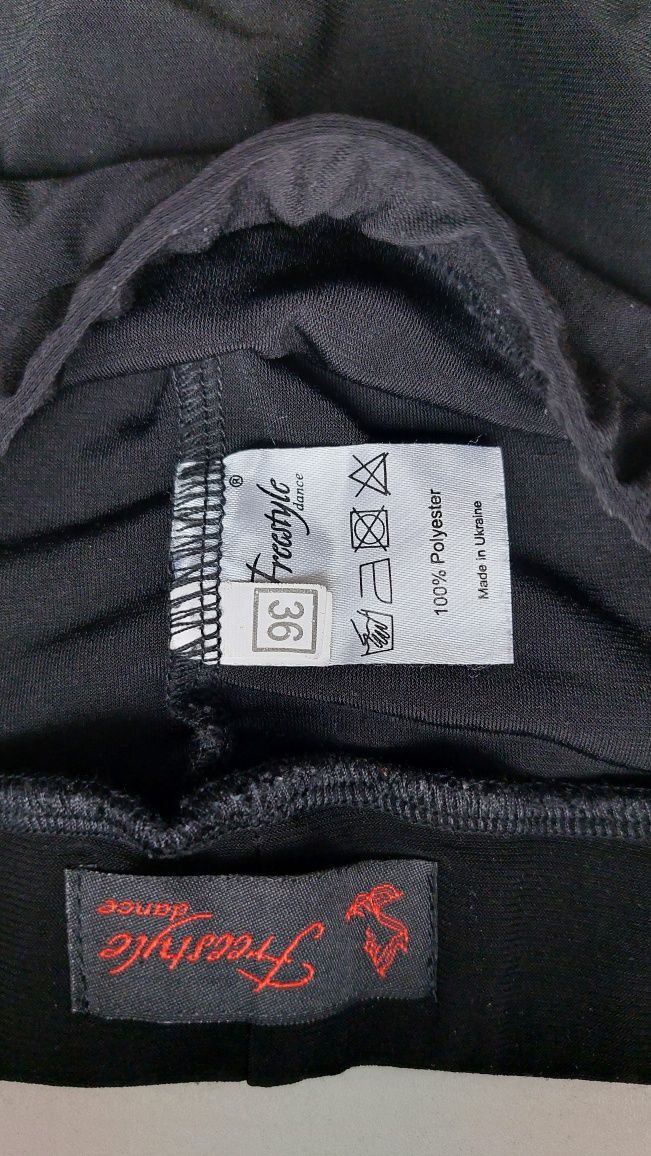 Freestyle ®
dance
36
100% Polyester
Made in Ukraine
Freestyle
dance